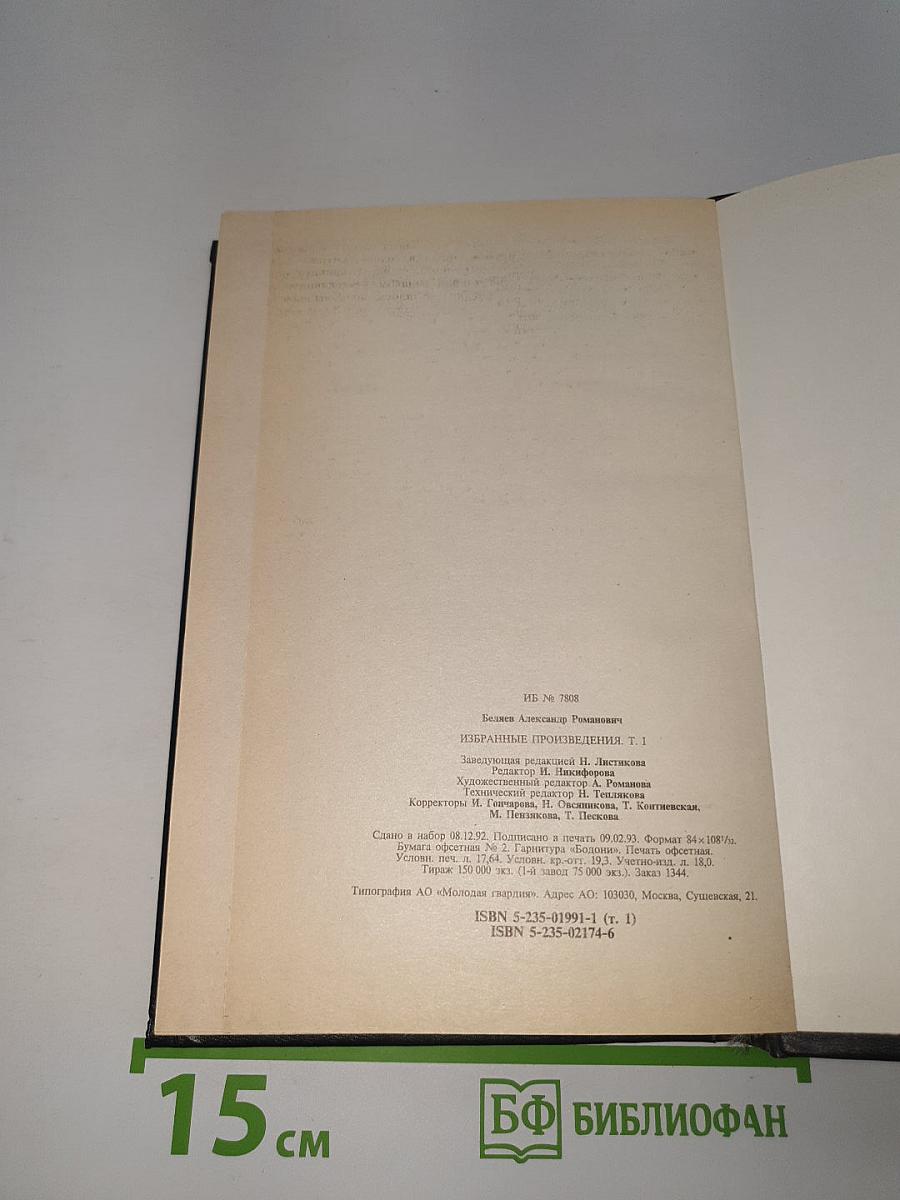 ИБ № 7808
Беляев Александр Романович
ИЗБРАННЫЕ ПРОИЗВЕДЕНИЯ. Т. 1
Заведующая редакцией Н. Листикова
Редактор И. Никифорова
Художественный редактор А. Романова
Технический редактор Н. Теплякова
Корректоры И. Гончарова, Н. Овсяникова, Т. Контиевская,
М. Пензякова, Т. Пескова
Сдано в набор 08.12.92. Подписано в печать 09.02.93. Формат 84×108¹/₃₂.
Бумага офсетная № 2. Гарнитура «Бодони». Печать офсетная.
Условн. печ. л. 17,64. Условн. кр.-отт. 19,3. Учетно-изд. л. 18,0.
Тираж 150 000 экз. (1-й завод 75 000 экз.). Заказ 1344.
Типография АО «Молодая гвардия». Адрес АО: 103030, Москва, Сущевская, 21.
ISBN 5-235-01991-1 (т. 1)
ISBN 5-235-02174-6
15 см
БФ БИБЛИОФАН